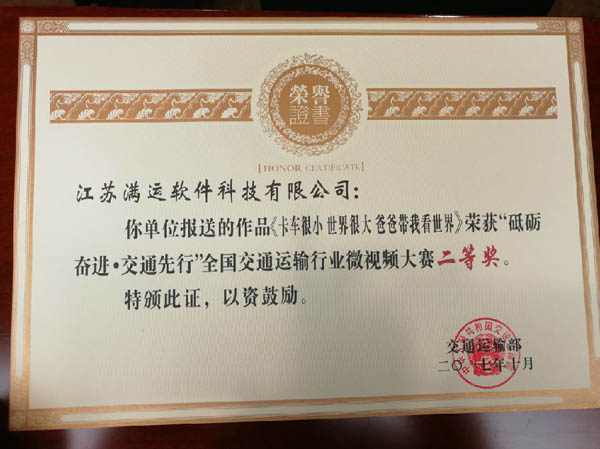 榮譽
證書
【HONOR CERTIFICATE】
江苏满运软件科技有限公司：
你单位报送的作品《卡车很小 世界很大 爸爸带我看世界》荣获“砥砺
奋进·交通先行”全国交通运输行业微视频大赛二等奖。
特颁此证，以资鼓励。
交通运输部
二〇一七年十月